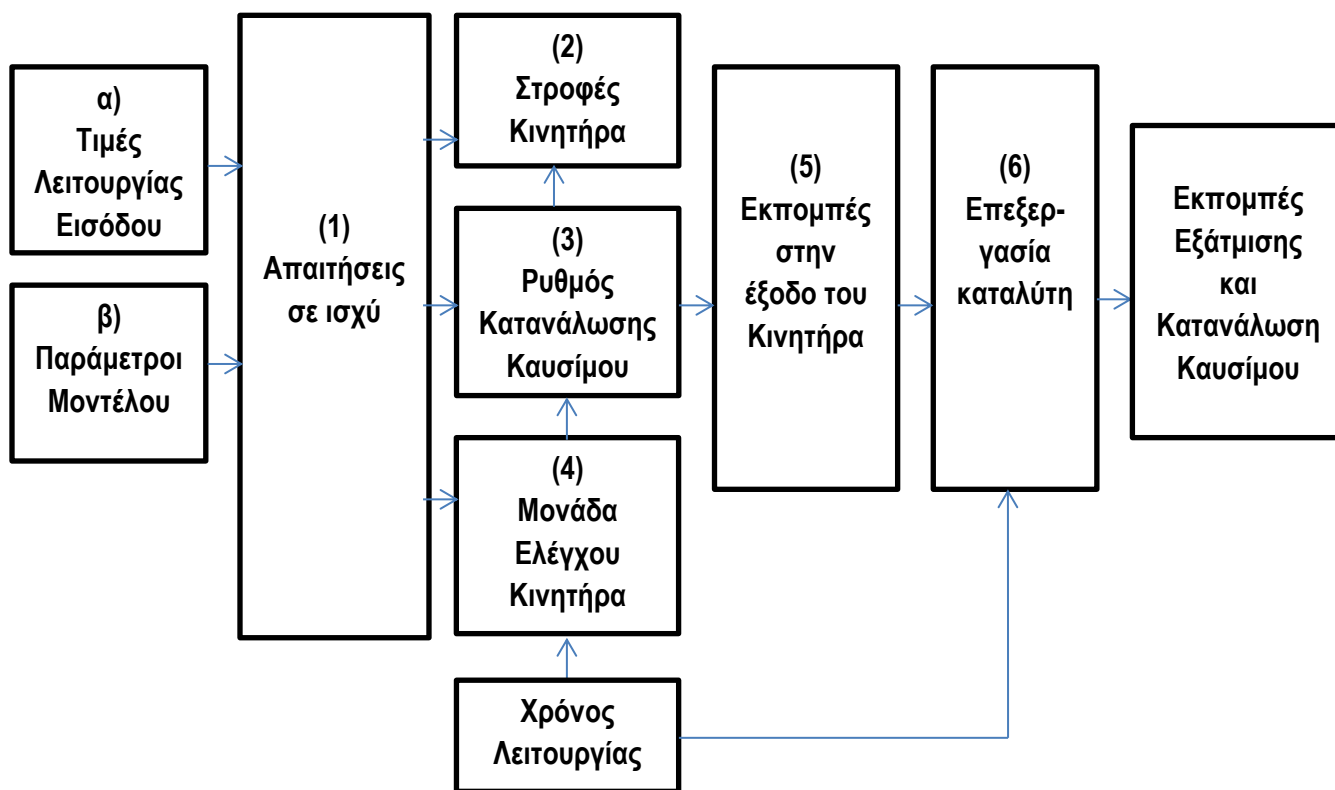 α)
Τιμές
Λειτουργίας
Εισόδου
β)
Παράμετροι
Μοντέλου
(1)
Απαιτήσεις
σε ισχύ
(2)
Στροφές
Κινητήρα
(3)
Ρυθμός
Κατανάλωσης
Καυσίμου
(4)
Μονάδα
Ελέγχου
Κινητήρα
Χρόνος
Λειτουργίας
(5)
Εκπομπές
στην
έξοδο του
Κινητήρα
(6)
Επεξερ-
γασία
καταλύτη
Εκπομπές
Εξάτμισης
και
Κατανάλωση
Καυσίμου